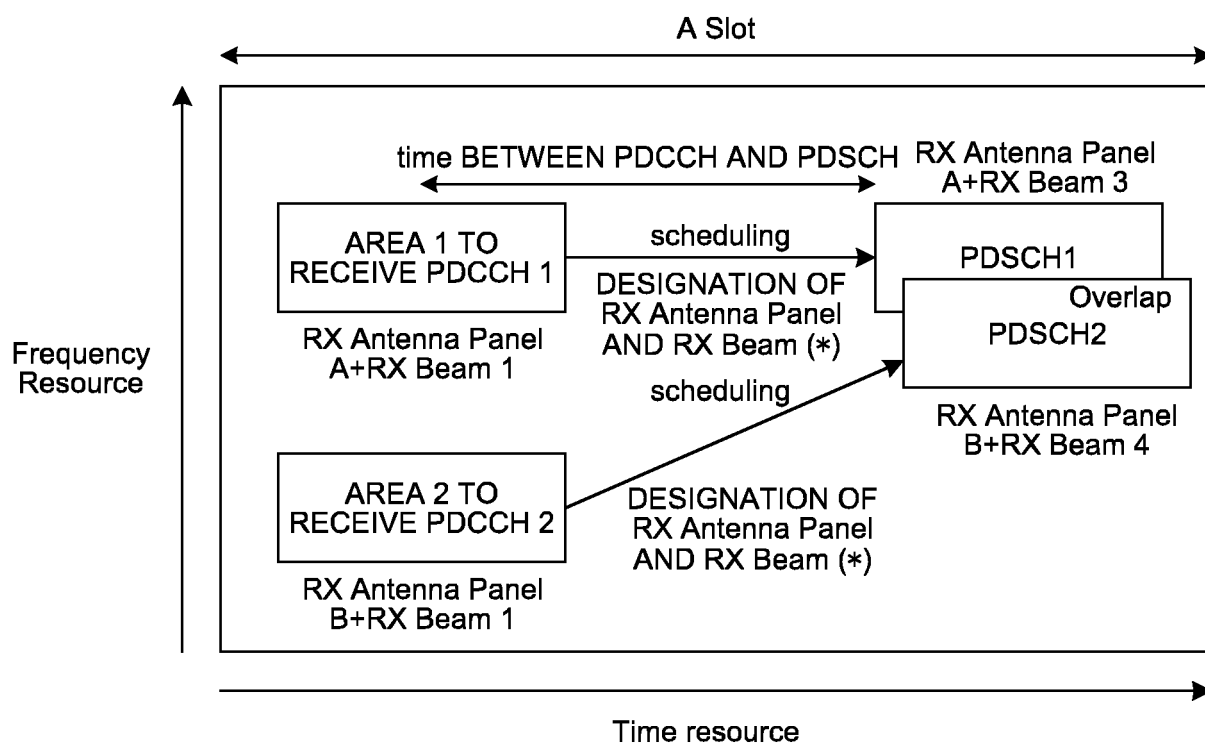 A Slot
time BETWEEN PDCCH AND PDSCH
RX Antenna Panel
A+RX Beam 3
AREA 1 TO
RECEIVE PDCCH 1
scheduling
PDSCH1
DESIGNATION OF
RX Antenna Panel
AND RX Beam (*)
Overlap
PDSCH2
RX Antenna Panel
A+RX Beam 1
Frequency
Resource
scheduling
RX Antenna Panel
B+RX Beam 4
AREA 2 TO
RECEIVE PDCCH 2
DESIGNATION OF
RX Antenna Panel
AND RX Beam (*)
RX Antenna Panel
B+RX Beam 1
Time resource